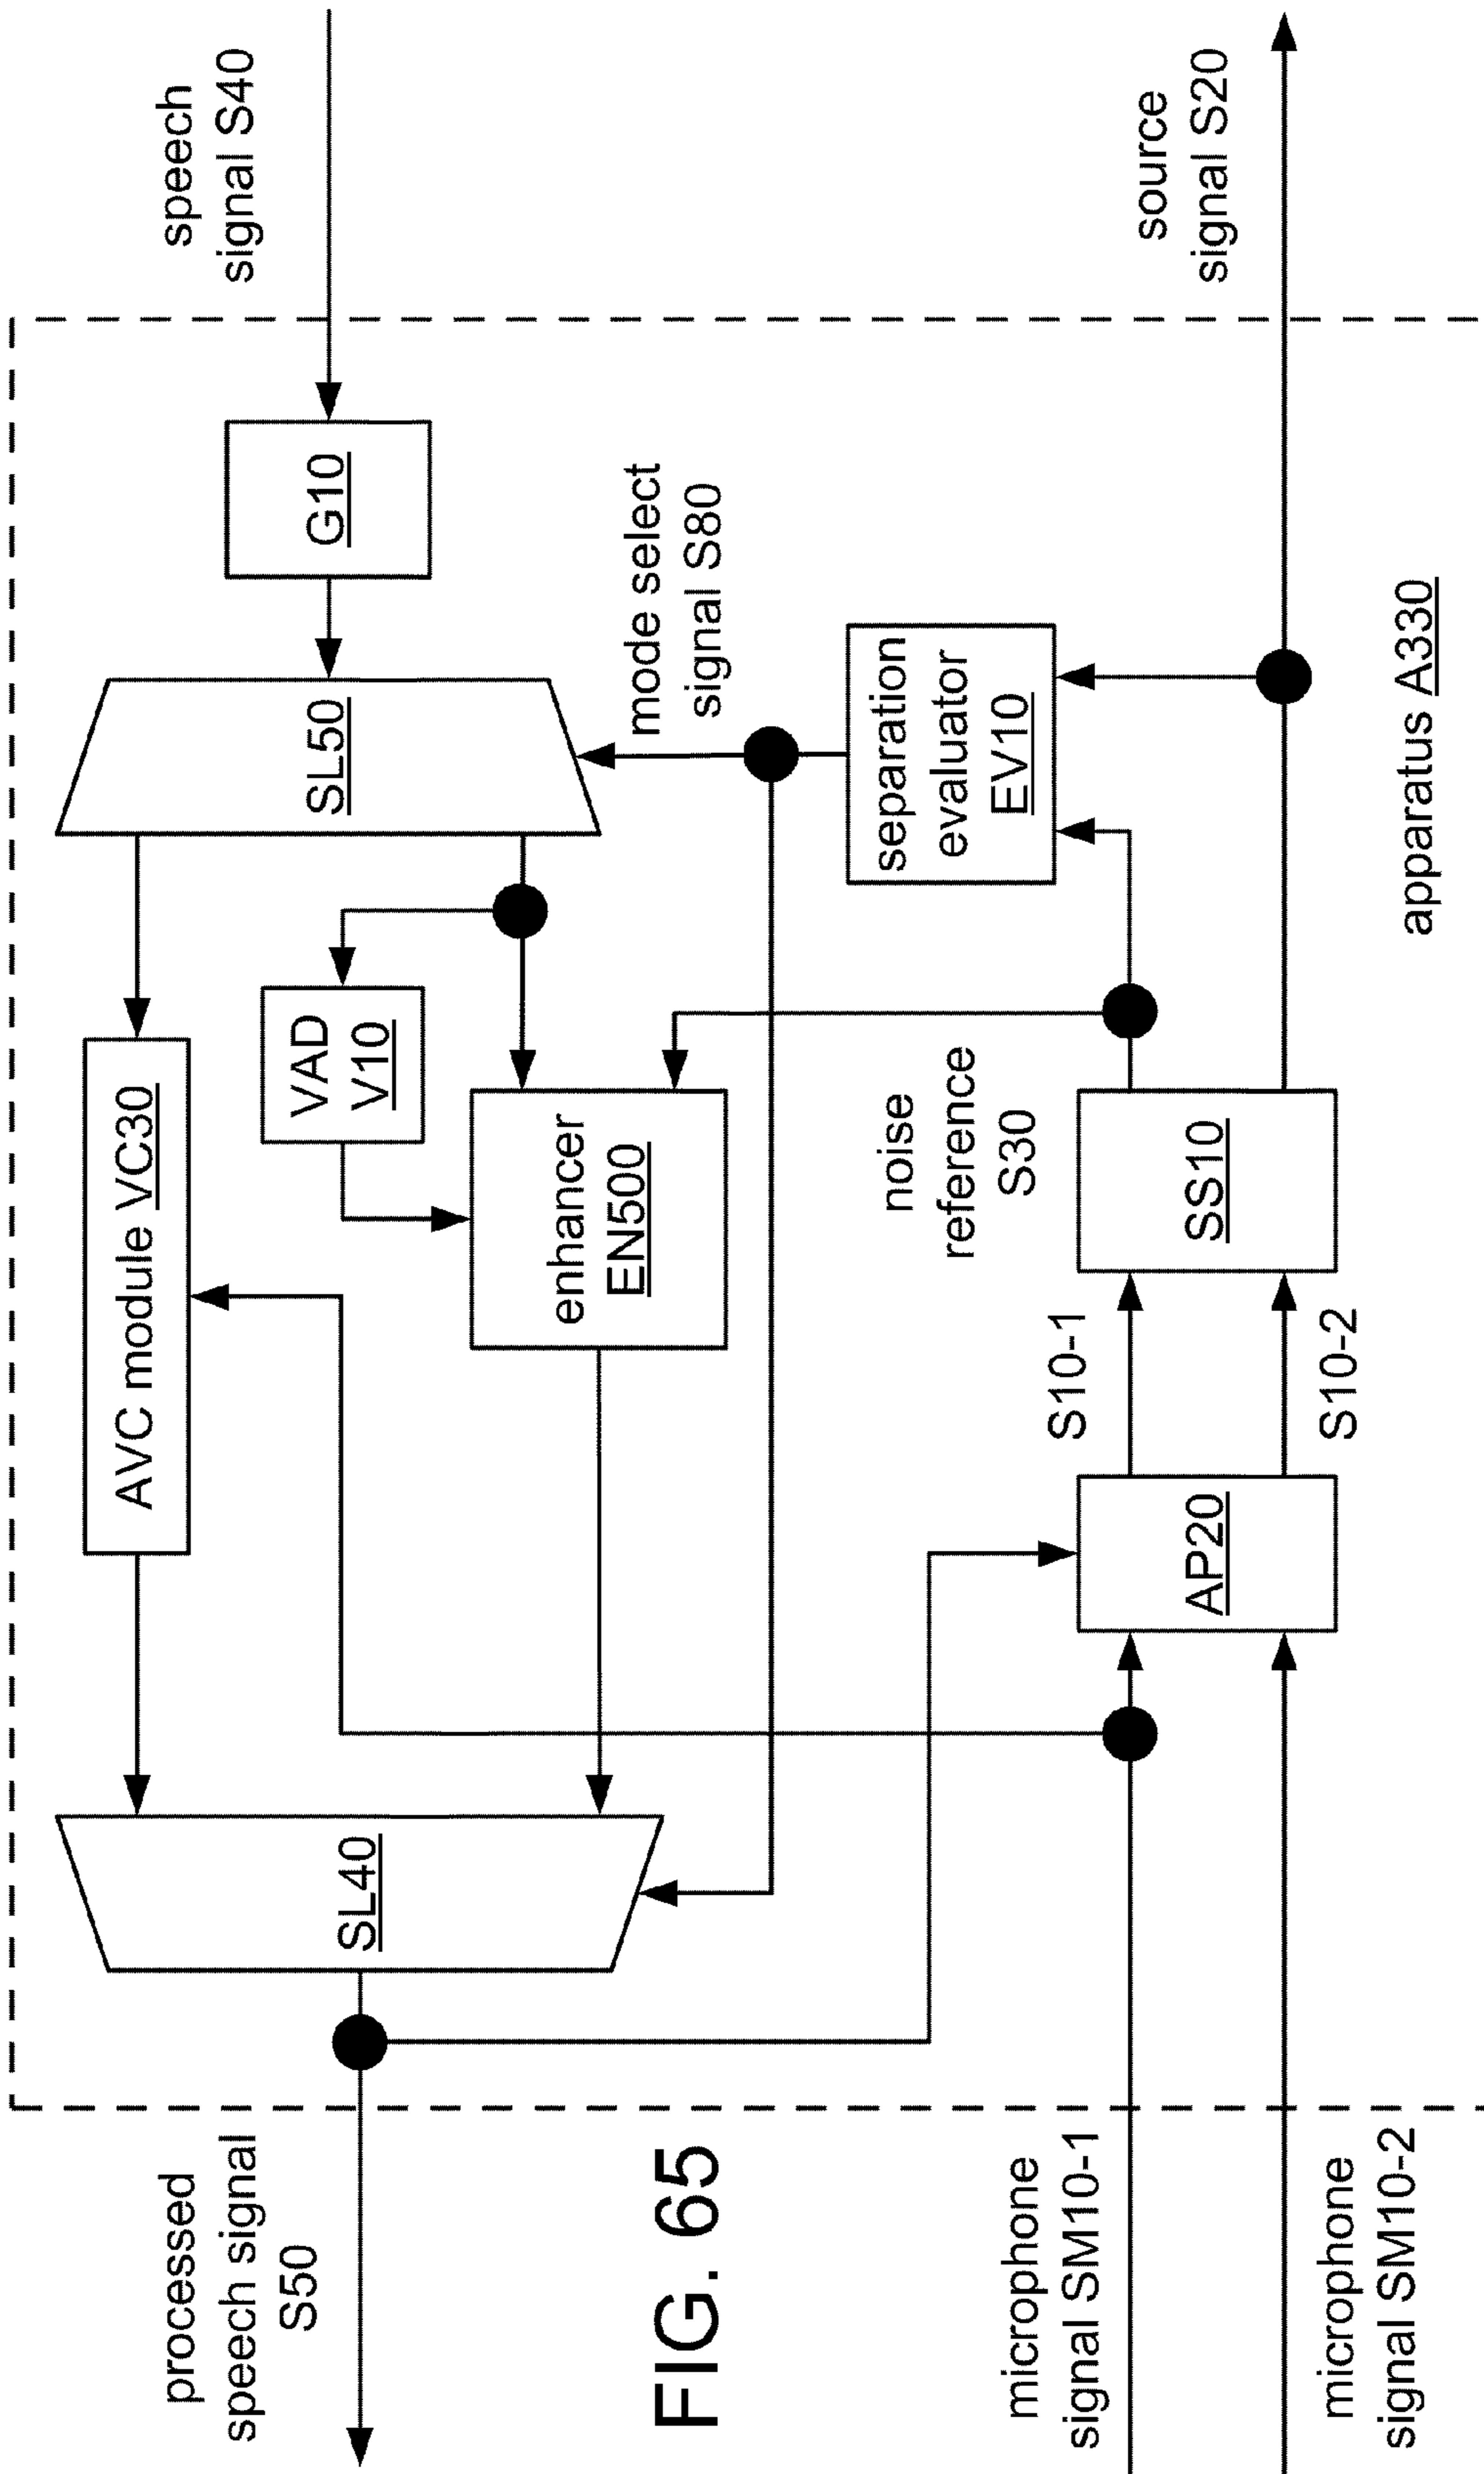 processed
speech signal
S50
SL40
AVC module VC30
VAD
V10
enhancer
EN500
SL50
G10
speech
signal S40
mode select
signal S80
separation
evaluator
EV10
noise
reference
S30
FIG. 65
microphone
signal SM10-1
microphone
signal SM10-2
AP20
S10-1
S10-2
SS10
source
signal S20
apparatus A330